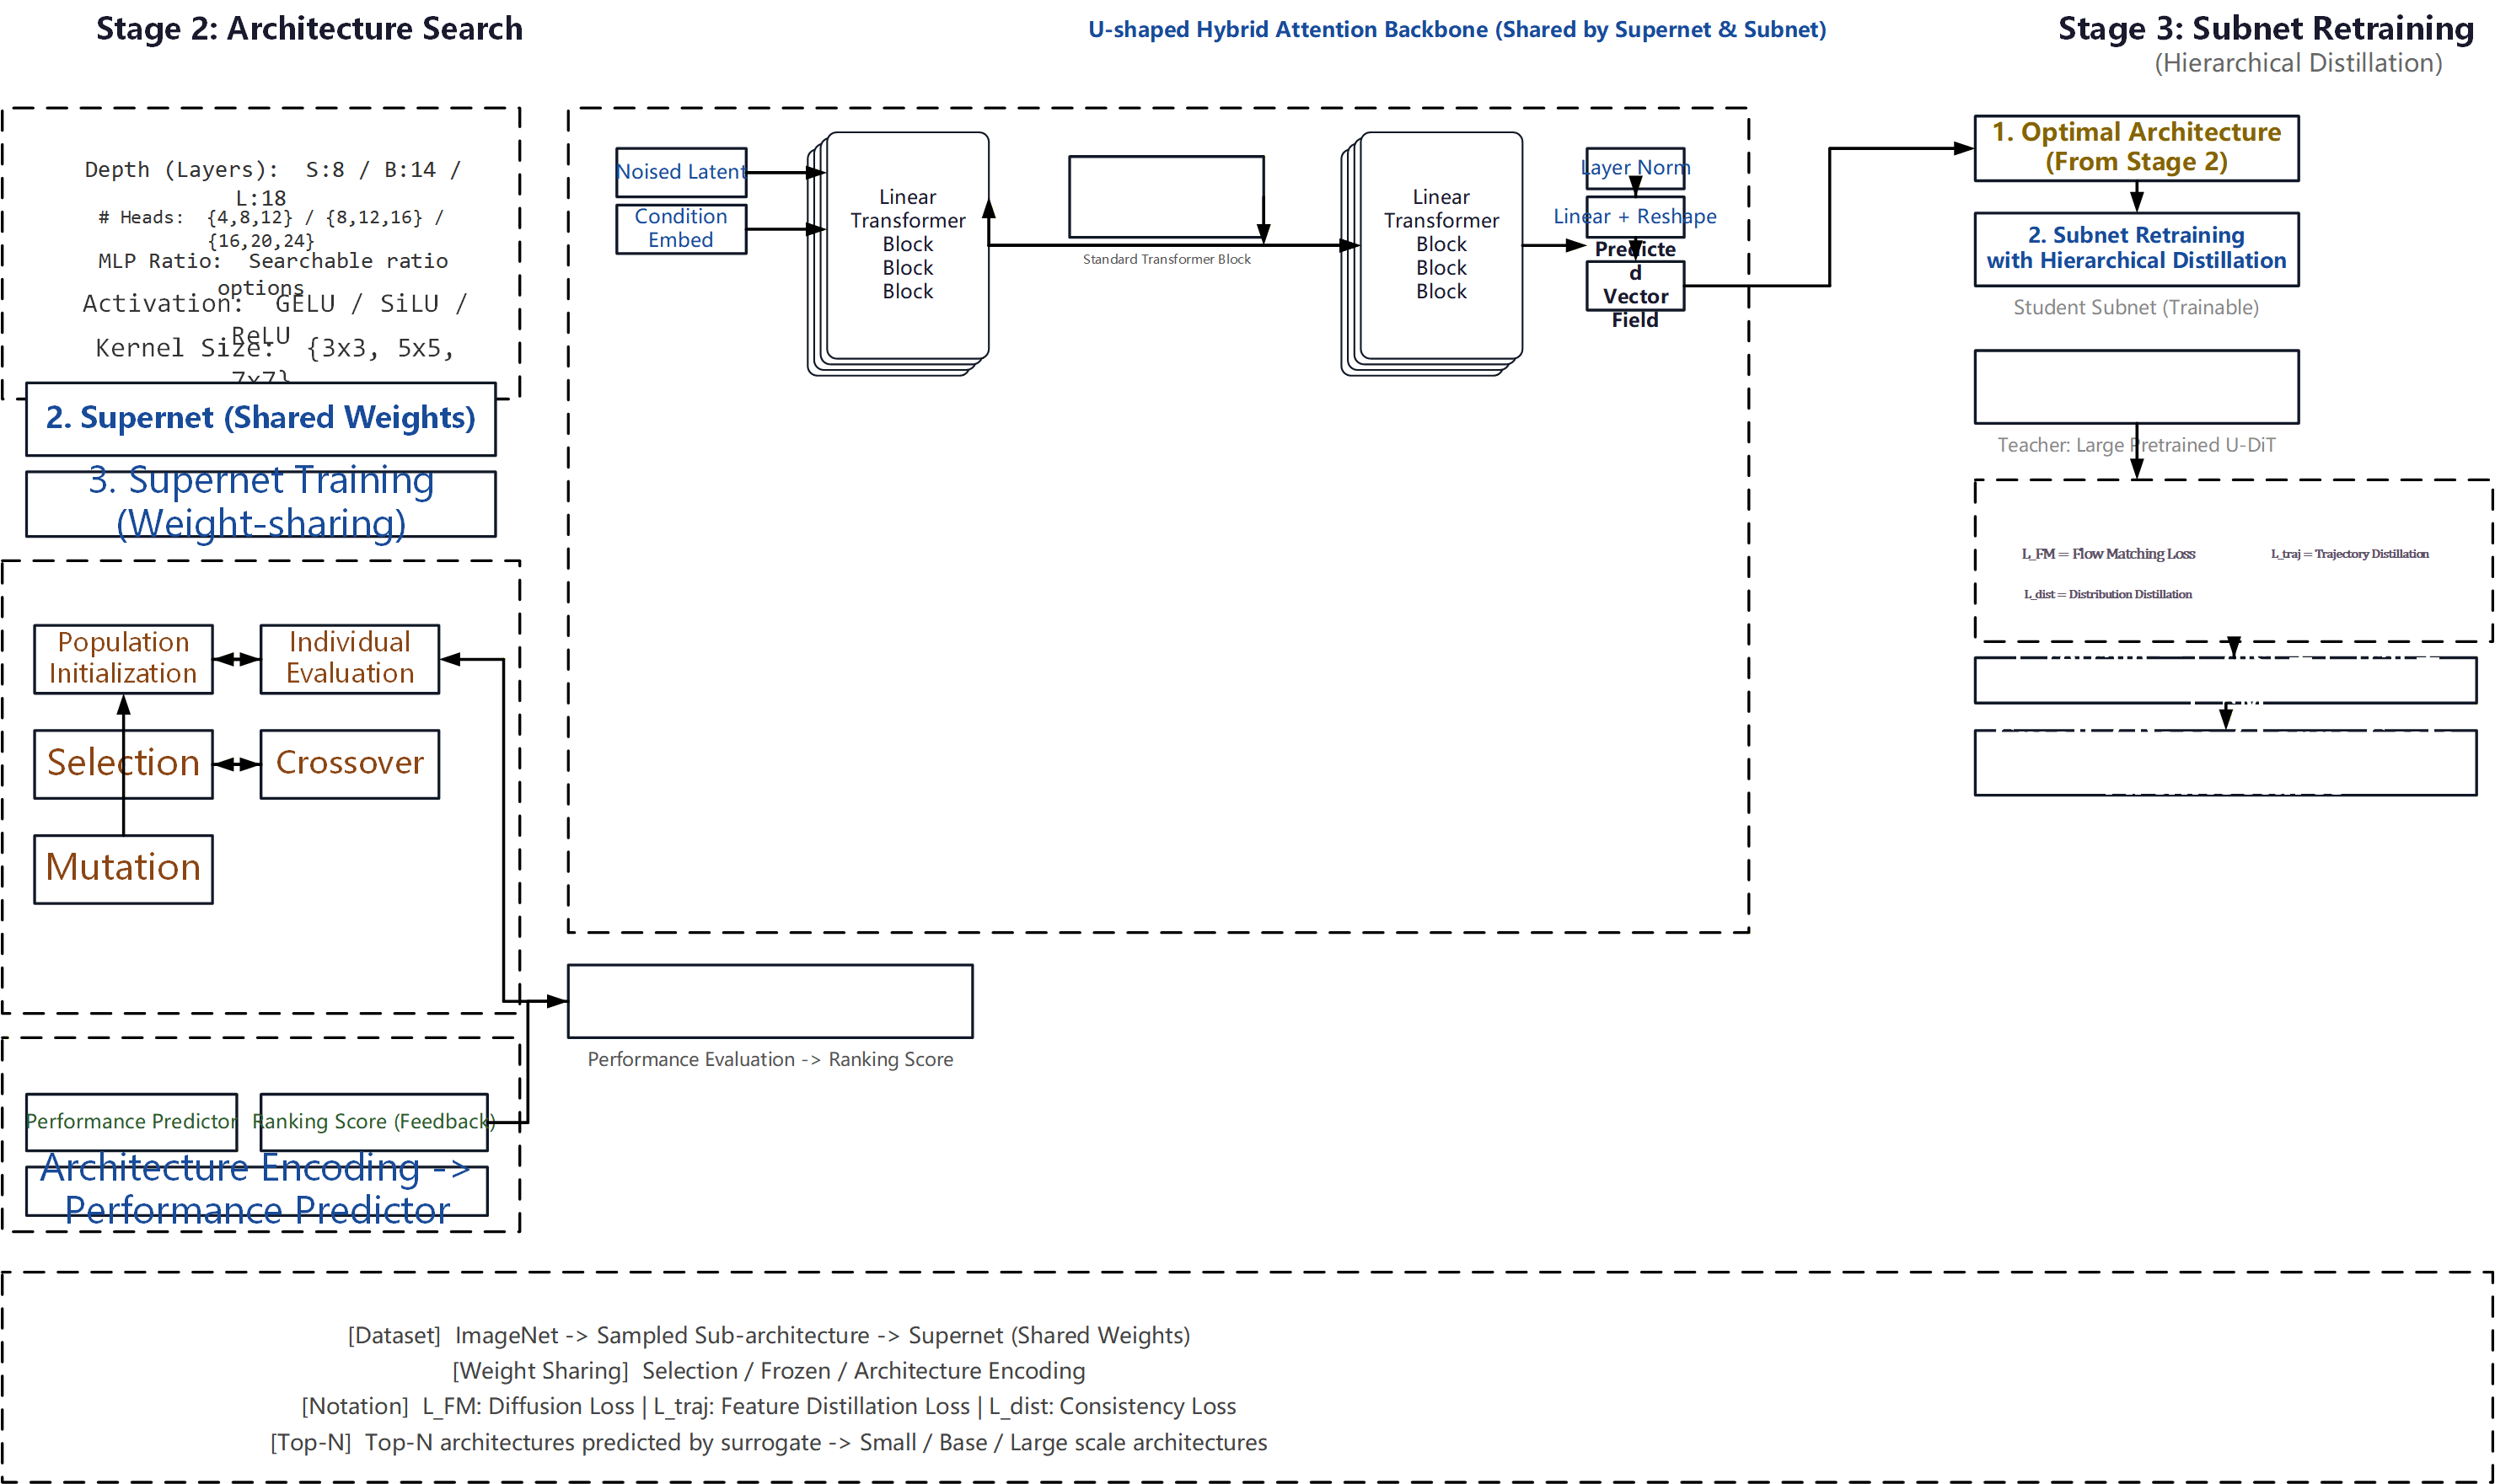 Stage 2: Architecture Search
U-shaped Hybrid Attention Backbone (Shared by Supernet & Subnet)
Stage 3: Subnet Retraining
(Hierarchical Distillation)
Depth (Layers):  S:8 / B:14 /
L:18
# Heads:  {4,8,12} / {8,12,16} /
{16,20,24}
MLP Ratio:  Searchable ratio
options
Activation:  GELU / SiLU /
ReLU
Kernel Size:  {3x3, 5x5,
7x7}
2. Supernet (Shared Weights)
3. Supernet Training
(Weight-sharing)
Population
Initialization
Individual
Evaluation
Selection
Crossover
Mutation
Performance Predictor
Ranking Score (Feedback)
Architecture Encoding ->
Performance Predictor
Noised Latent
Condition
Embed
Linear
Transformer
Block
Block
Block
Standard Transformer Block
Linear
Transformer
Block
Block
Block
Layer Norm
Linear + Reshape
Predicte
d
Vector
Field
Performance Evaluation -> Ranking Score
1. Optimal Architecture
(From Stage 2)
2. Subnet Retraining
with Hierarchical Distillation
Student Subnet (Trainable)
Teacher: Large Pretrained U-DiT
L_FM = Flow Matching Loss
L_traj = Trajectory Distillation
L_dist = Distribution Distillation
[Dataset]  ImageNet -> Sampled Sub-architecture -> Supernet (Shared Weights)
[Weight Sharing]  Selection / Frozen / Architecture Encoding
[Notation]  L_FM: Diffusion Loss | L_traj: Feature Distillation Loss | L_dist: Consistency Loss
[Top-N]  Top-N architectures predicted by surrogate -> Small / Base / Large scale architectures